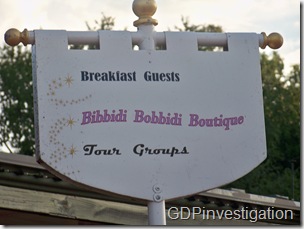 Breakfast Guests
Bibbidi Bobbidi Boutique
Tour Groups
GDPinvestigation